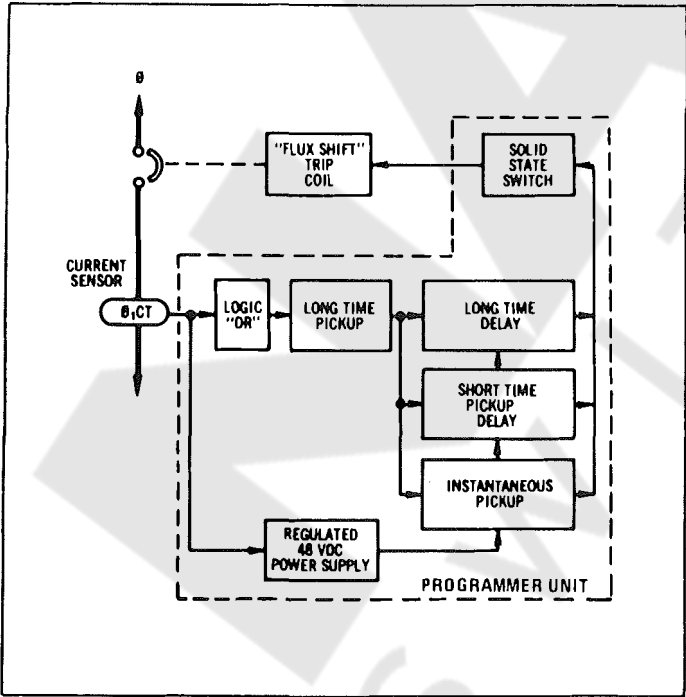 θ
"FLUX SHIFT"
TRIP
COIL
SOLID
STATE
SWITCH
CURRENT
SENSOR
θ₁CT
LOGIC
"OR"
LONG TIME
PICKUP
LONG TIME
DELAY
SHORT TIME
PICKUP
DELAY
INSTANTANEOUS
PICKUP
REGULATED
48 VDC
POWER SUPPLY
PROGRAMMER UNIT